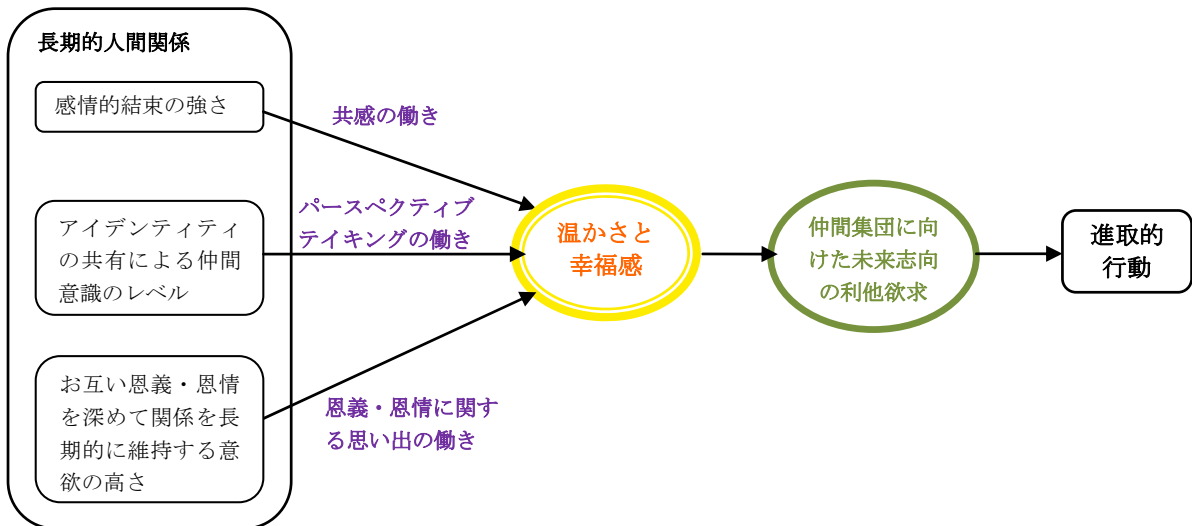 長期的人間関係
感情的結束の強さ
共感の働き
アイデンティティ
の共有による仲間
意識のレベル
パースペクティブ
テイキングの働き
お互い恩義・恩情
を深めて関係を長
期的に維持する意
欲の高さ
恩義・恩情に関す
る思い出の働き
温かさと
幸福感
仲間集団に向
けた未来志向
の利他欲求
進取的
行動